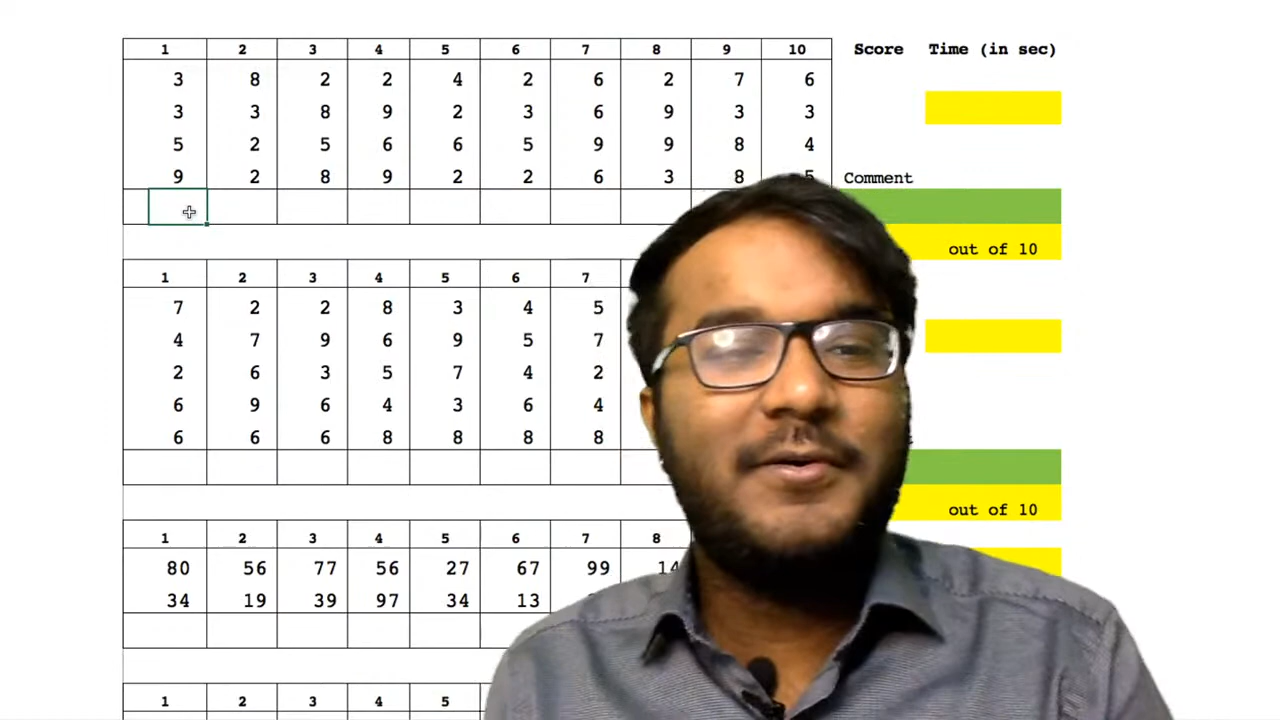 1 2 3 4 5 6 7 8 9 10 Score Time (in sec)
3 8 2 2 4 2 6 2 7 6
3 3 8 9 2 3 6 9 3 3
5 2 5 6 6 5 9 9 8 4
9 2 8 9 2 2 6 3 8 5 Comment
out of 10
1 2 3 4 5 6 7
7 2 2 8 3 4 5
4 7 9 6 9 5 7
2 6 3 5 7 4 2
6 9 6 4 3 6 4
6 6 6 8 8 8 8
out of 10
1 2 3 4 5 6 7 8
80 56 77 56 27 67 99 14
34 19 39 97 34 13
1 2 3 4 5